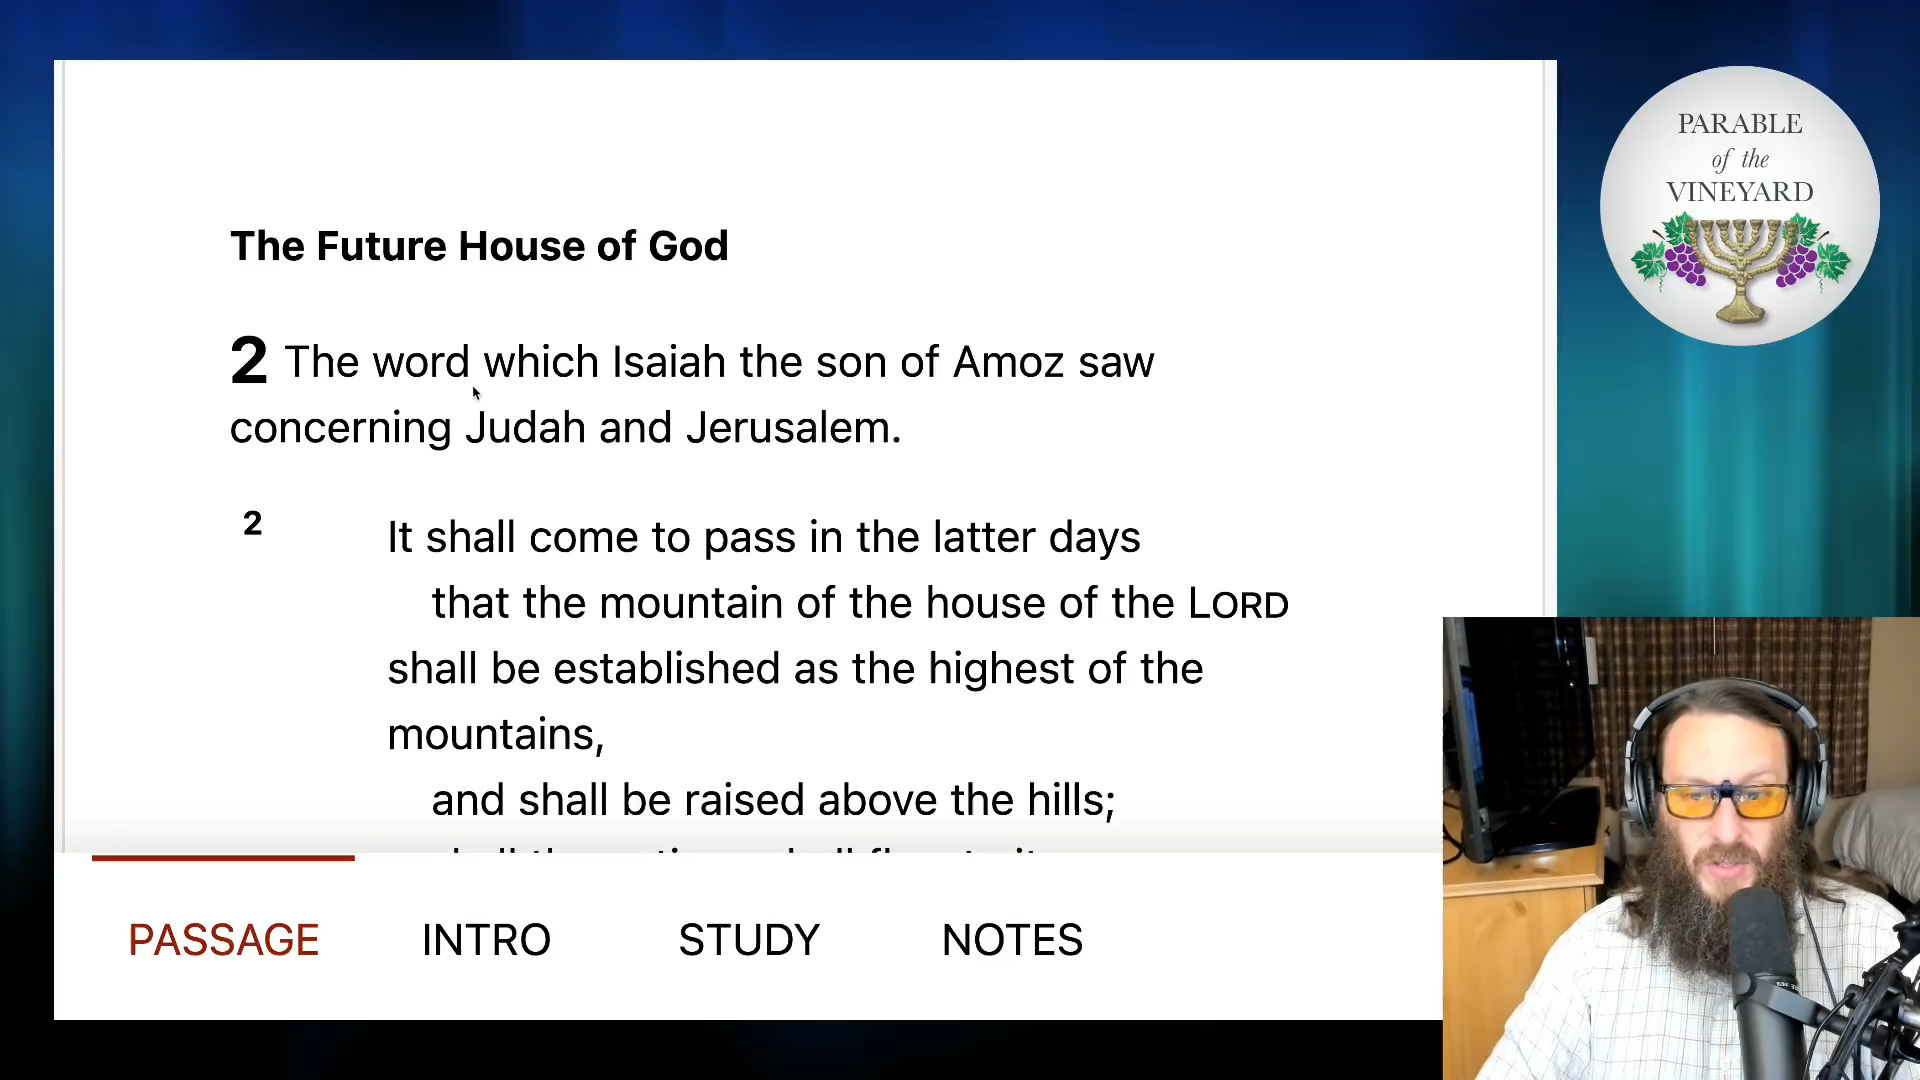 The Future House of God
2 The word which Isaiah the son of Amoz saw
concerning Judah and Jerusalem.
2 It shall come to pass in the latter days
that the mountain of the house of the LORD
shall be established as the highest of the
mountains,
and shall be raised above the hills;
PASSAGE INTRO STUDY NOTES
PARABLE
of the
VINEYARD